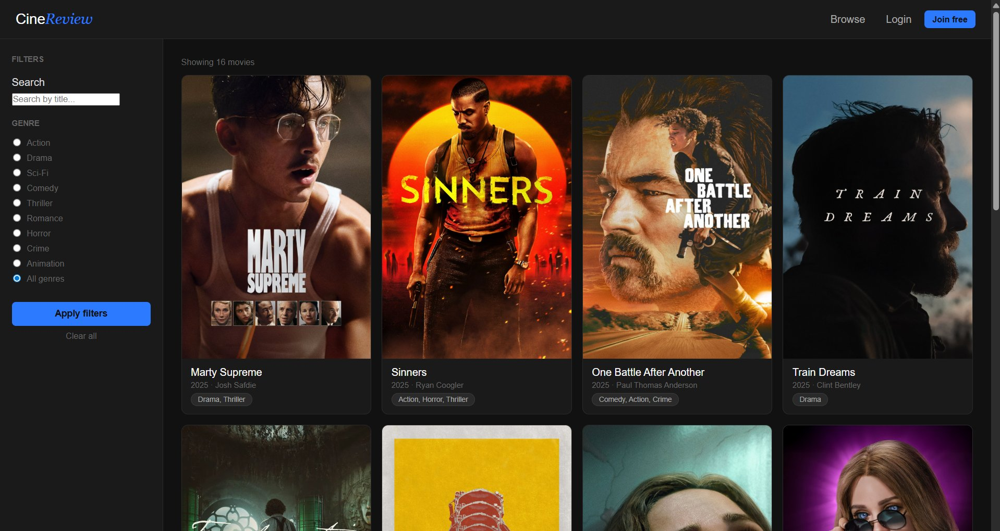 CineReview
Browse
Login
Join free
FILTERS
Search
Search by title...
GENRE
Action
Drama
Sci-Fi
Comedy
Thriller
Romance
Horror
Crime
Animation
All genres
Apply filters
Clear all
Showing 16 movies
MARTY
SUPREME
Marty Supreme
2025 · Josh Safdie
Drama, Thriller
SINNERS
Sinners
2025 · Ryan Coogler
Action, Horror, Thriller
ONE
BATTLE
AFTER
ANOTHER
One Battle After Another
2025 · Paul Thomas Anderson
Comedy, Action, Crime
TRAIN
DREAMS
Train Dreams
2025 · Clint Bentley
Drama